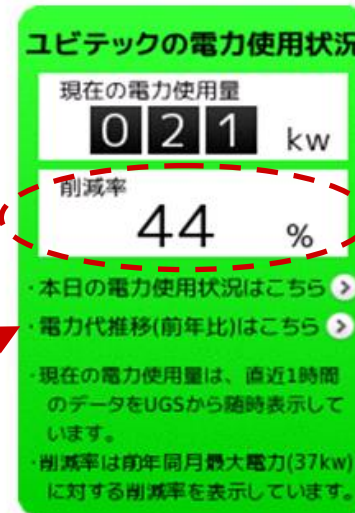 ユビテックの電力使用状況
現在の電力使用量
021 kw
削減率
44 %
・本日の電力使用状況はこちら
・電力代推移(前年比)はこちら
・現在の電力使用量は、直近1時間
のデータをUGSから随時表示して
います。
・削減率は前年同月最大電力(37kw)
に対する削減率を表示しています。